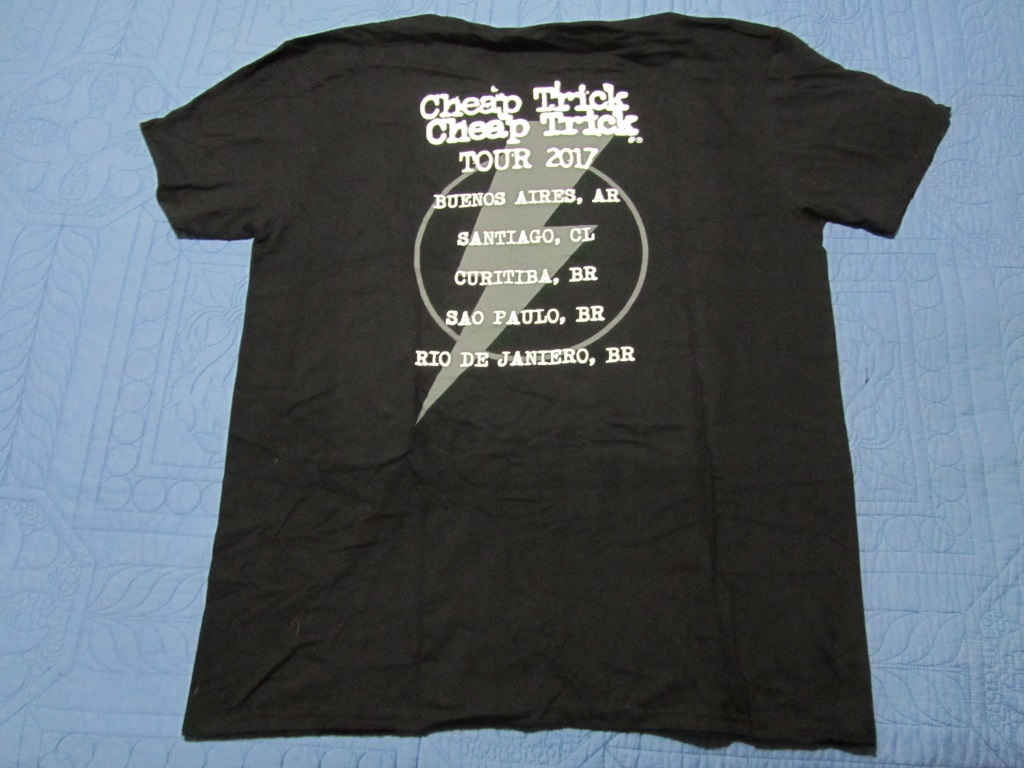 Cheap Trick
Cheap Trick
TOUR 2017
BUENOS AIRES, AR
SANTIAGO, CL
CURITIBA, BR
SAO PAULO, BR
RIO DE JANIERO, BR